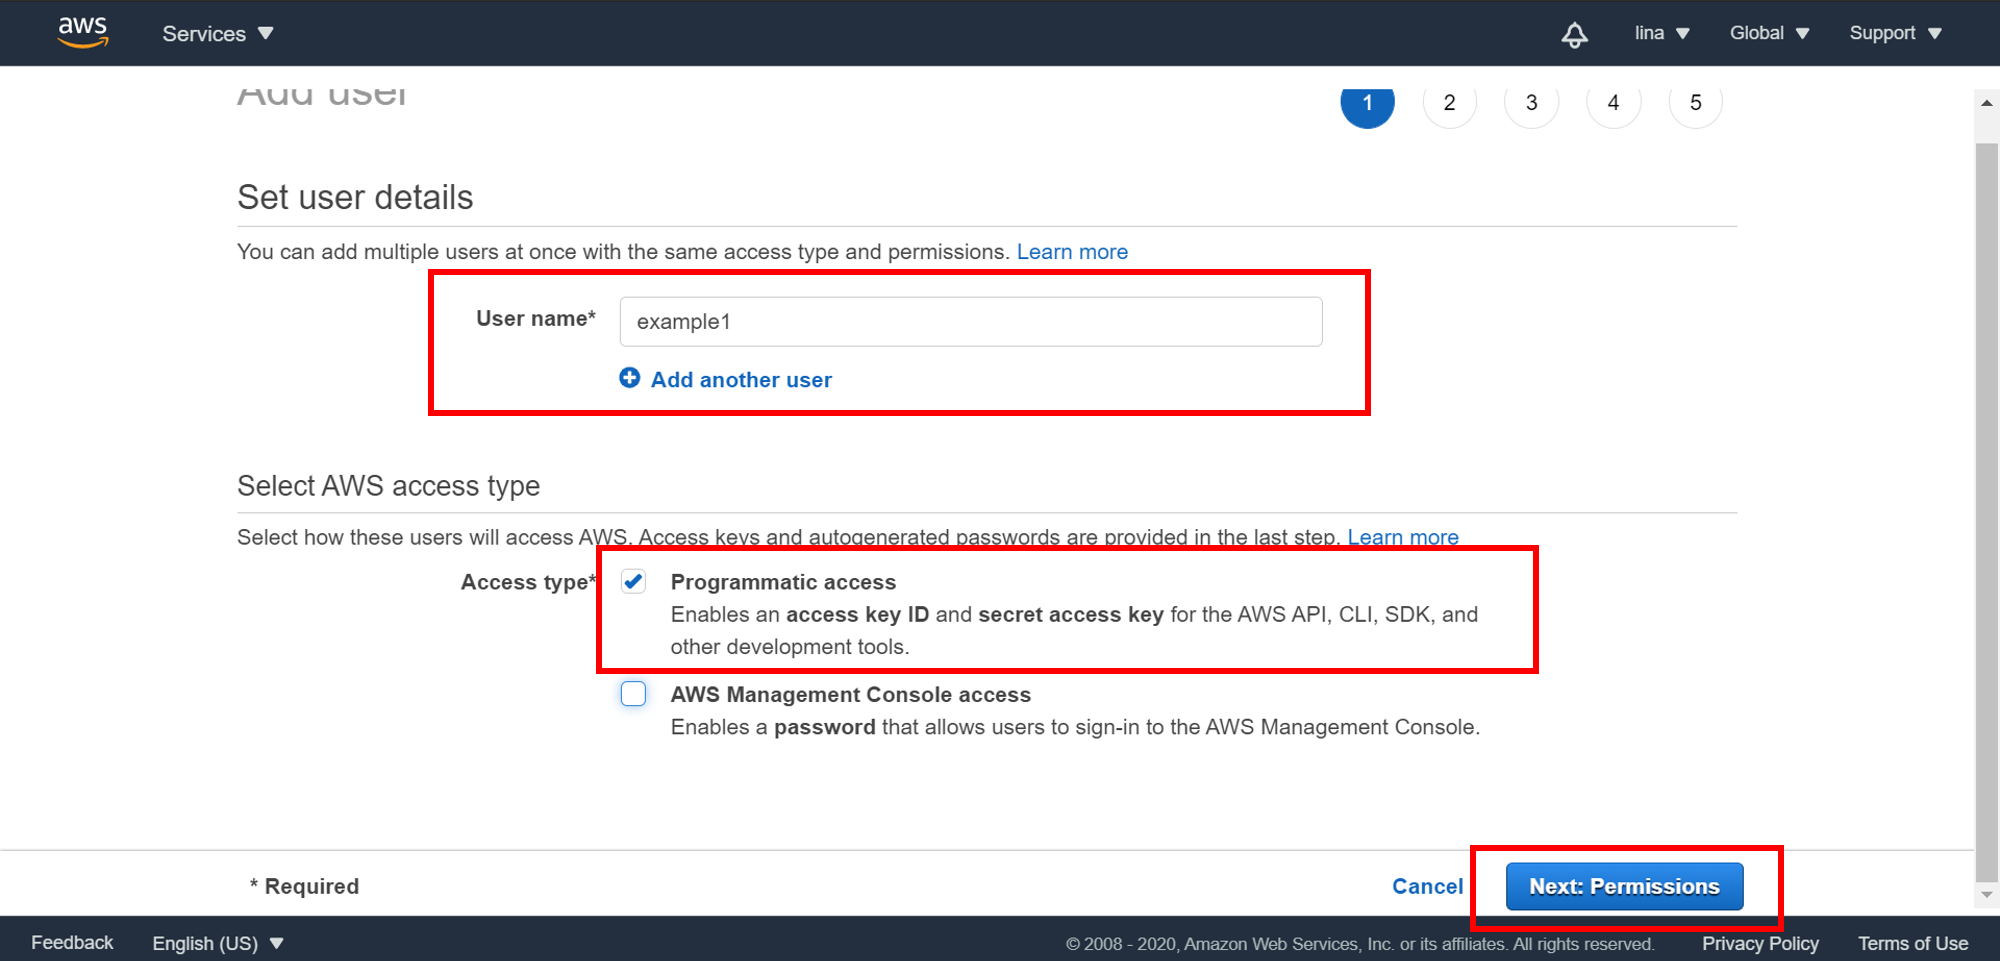 aws Services lina Global Support
Add user 1 2 3 4 5
Set user details
You can add multiple users at once with the same access type and permissions. Learn more
User name* example1
Add another user
Select AWS access type
Select how these users will access AWS. Access keys and autogenerated passwords are provided in the last step. Learn more
Access type* Programmatic access
Enables an access key ID and secret access key for the AWS API, CLI, SDK, and
other development tools.
AWS Management Console access
Enables a password that allows users to sign-in to the AWS Management Console.
* Required Cancel Next: Permissions
Feedback English (US) © 2008 - 2020, Amazon Web Services, Inc. or its affiliates. All rights reserved. Privacy Policy Terms of Use